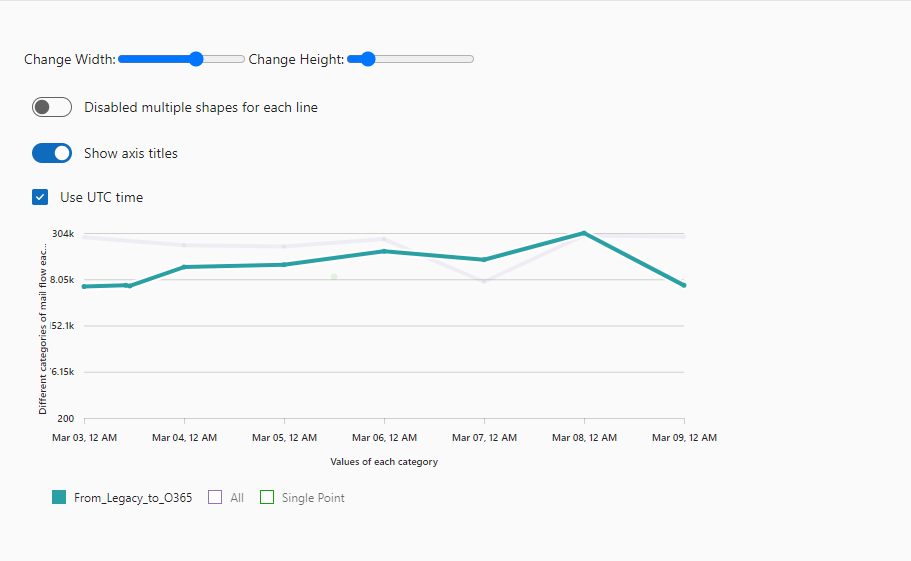 Change Width: Change Height:
Disabled multiple shapes for each line
Show axis titles
Use UTC time
Different categories of mail flow eac...
304k
8.05k
52.1k
6.15k
200
Mar 03, 12 AM Mar 04, 12 AM Mar 05, 12 AM Mar 06, 12 AM Mar 07, 12 AM Mar 08, 12 AM Mar 09, 12 AM
Values of each category
From_Legacy_to_O365 All Single Point